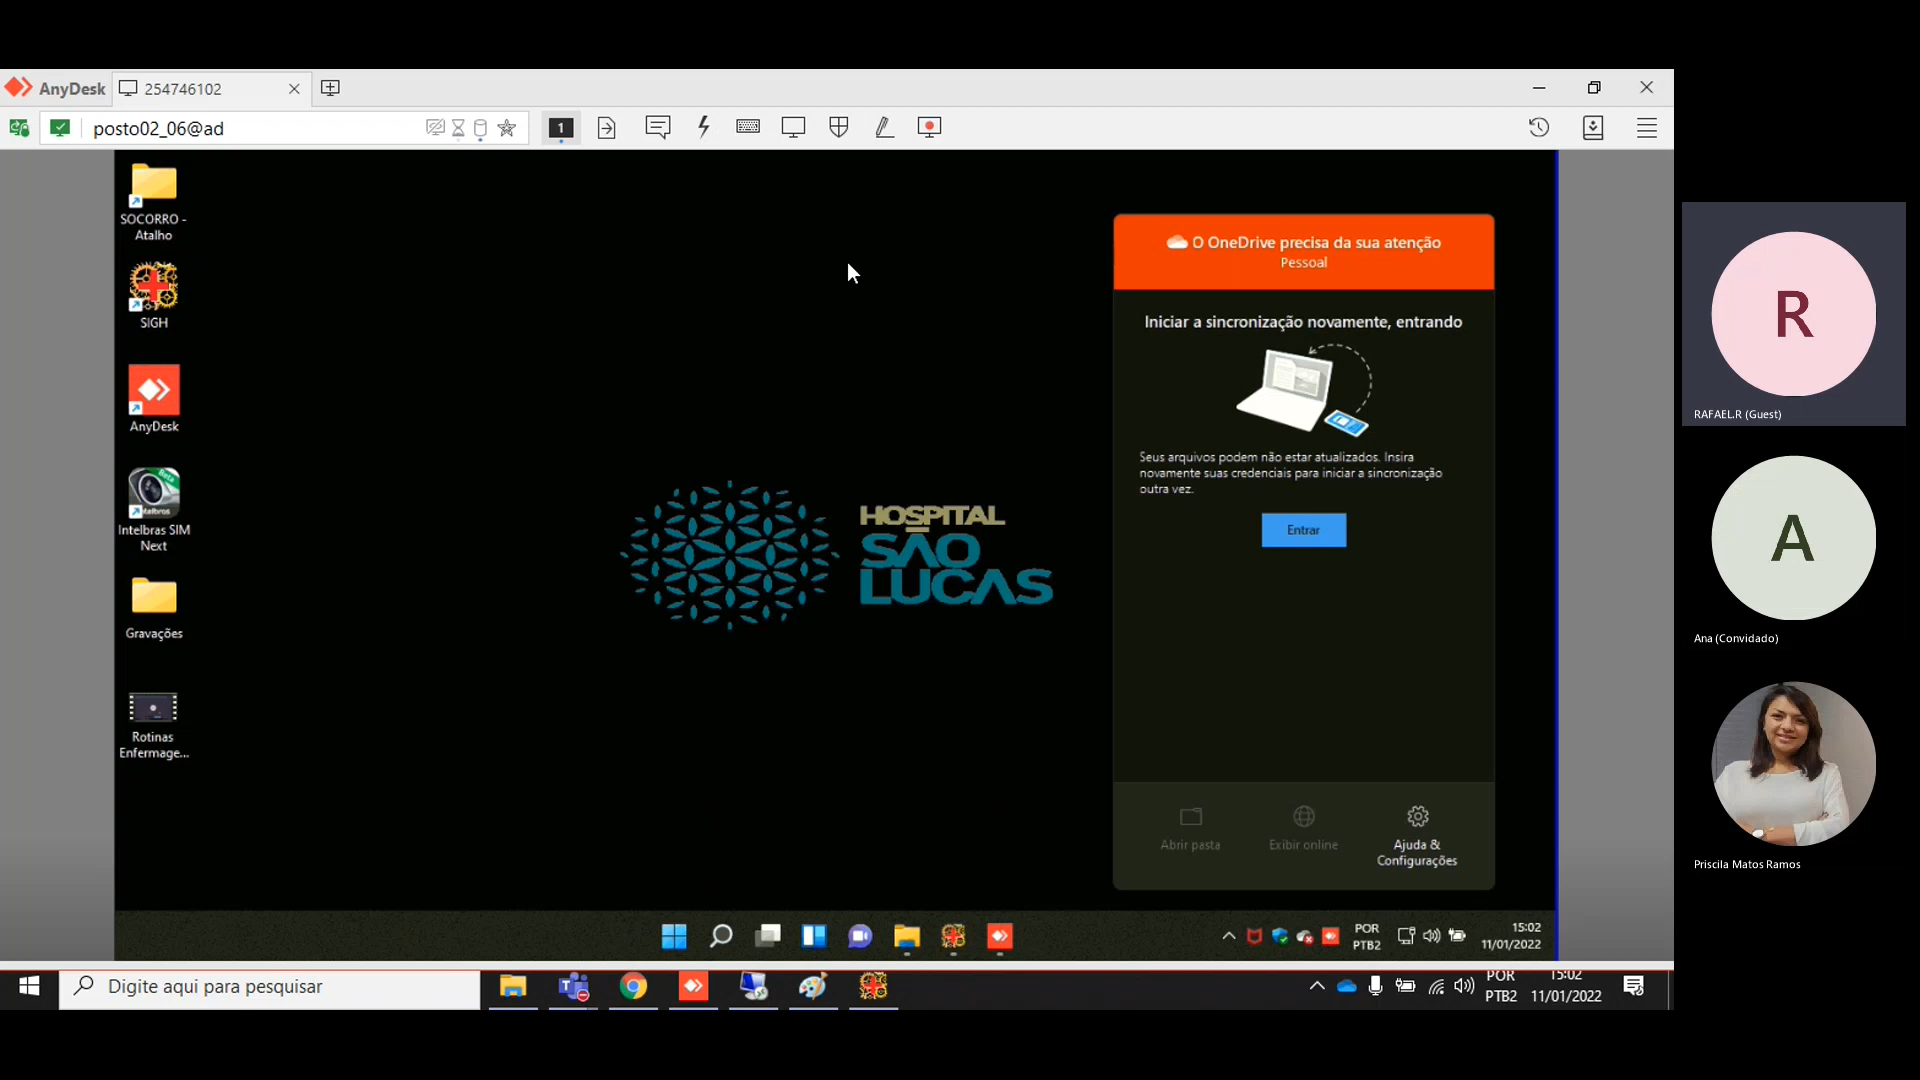 AnyDesk
254746102
posto02_06@ad
1
SOCORRO -
Atalho
SIGH
AnyDesk
Beta
Intelbras SIM
Next
Gravações
Rotinas
Enfermage...
HOSPITAL
SÃO
LUCAS
O OneDrive precisa da sua atenção
Pessoal
Iniciar a sincronização novamente, entrando
Seus arquivos podem não estar atualizados. Insira
novamente suas credenciais para iniciar a sincronização
outra vez.
Entrar
Abrir pasta
Exibir online
Ajuda &
Configurações
POR
PTB2
15:02
11/01/2022
Digite aqui para pesquisar
POR
PTB2
15:02
11/01/2022
R
RAFAEL.R (Guest)
A
Ana (Convidado)
Priscila Matos Ramos